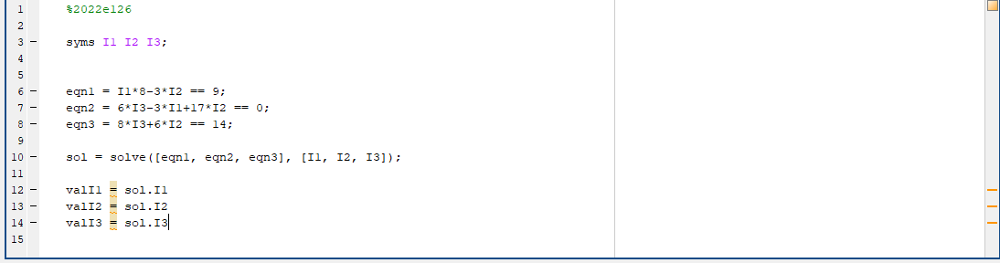 1 %2022e126
2
3 – syms I1 I2 I3;
4
5
6 – eqn1 = I1*8-3*I2 == 9;
7 – eqn2 = 6*I3-3*I1+17*I2 == 0;
8 – eqn3 = 8*I3+6*I2 == 14;
9
10 – sol = solve([eqn1, eqn2, eqn3], [I1, I2, I3]);
11
12 – valI1 = sol.I1
13 – valI2 = sol.I2
14 – valI3 = sol.I3
15